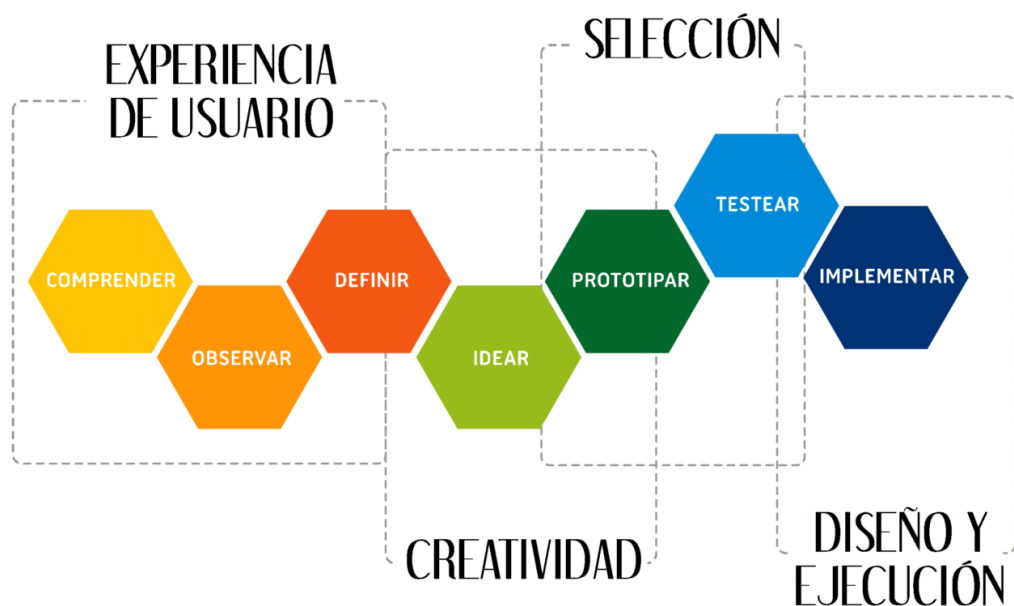 EXPERIENCIA
DE USUARIO
SELECCIÓN
COMPRENDER
OBSERVAR
DEFINIR
IDEAR
PROTOTIPAR
TESTEAR
IMPLEMENTAR
CREATIVIDAD
DISEÑO Y
EJECUCIÓN